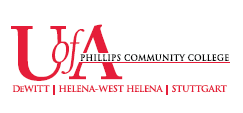 UofA
PHILLIPS COMMUNITY COLLEGE
DEWITT | HELENA-WEST HELENA | STUTTGART